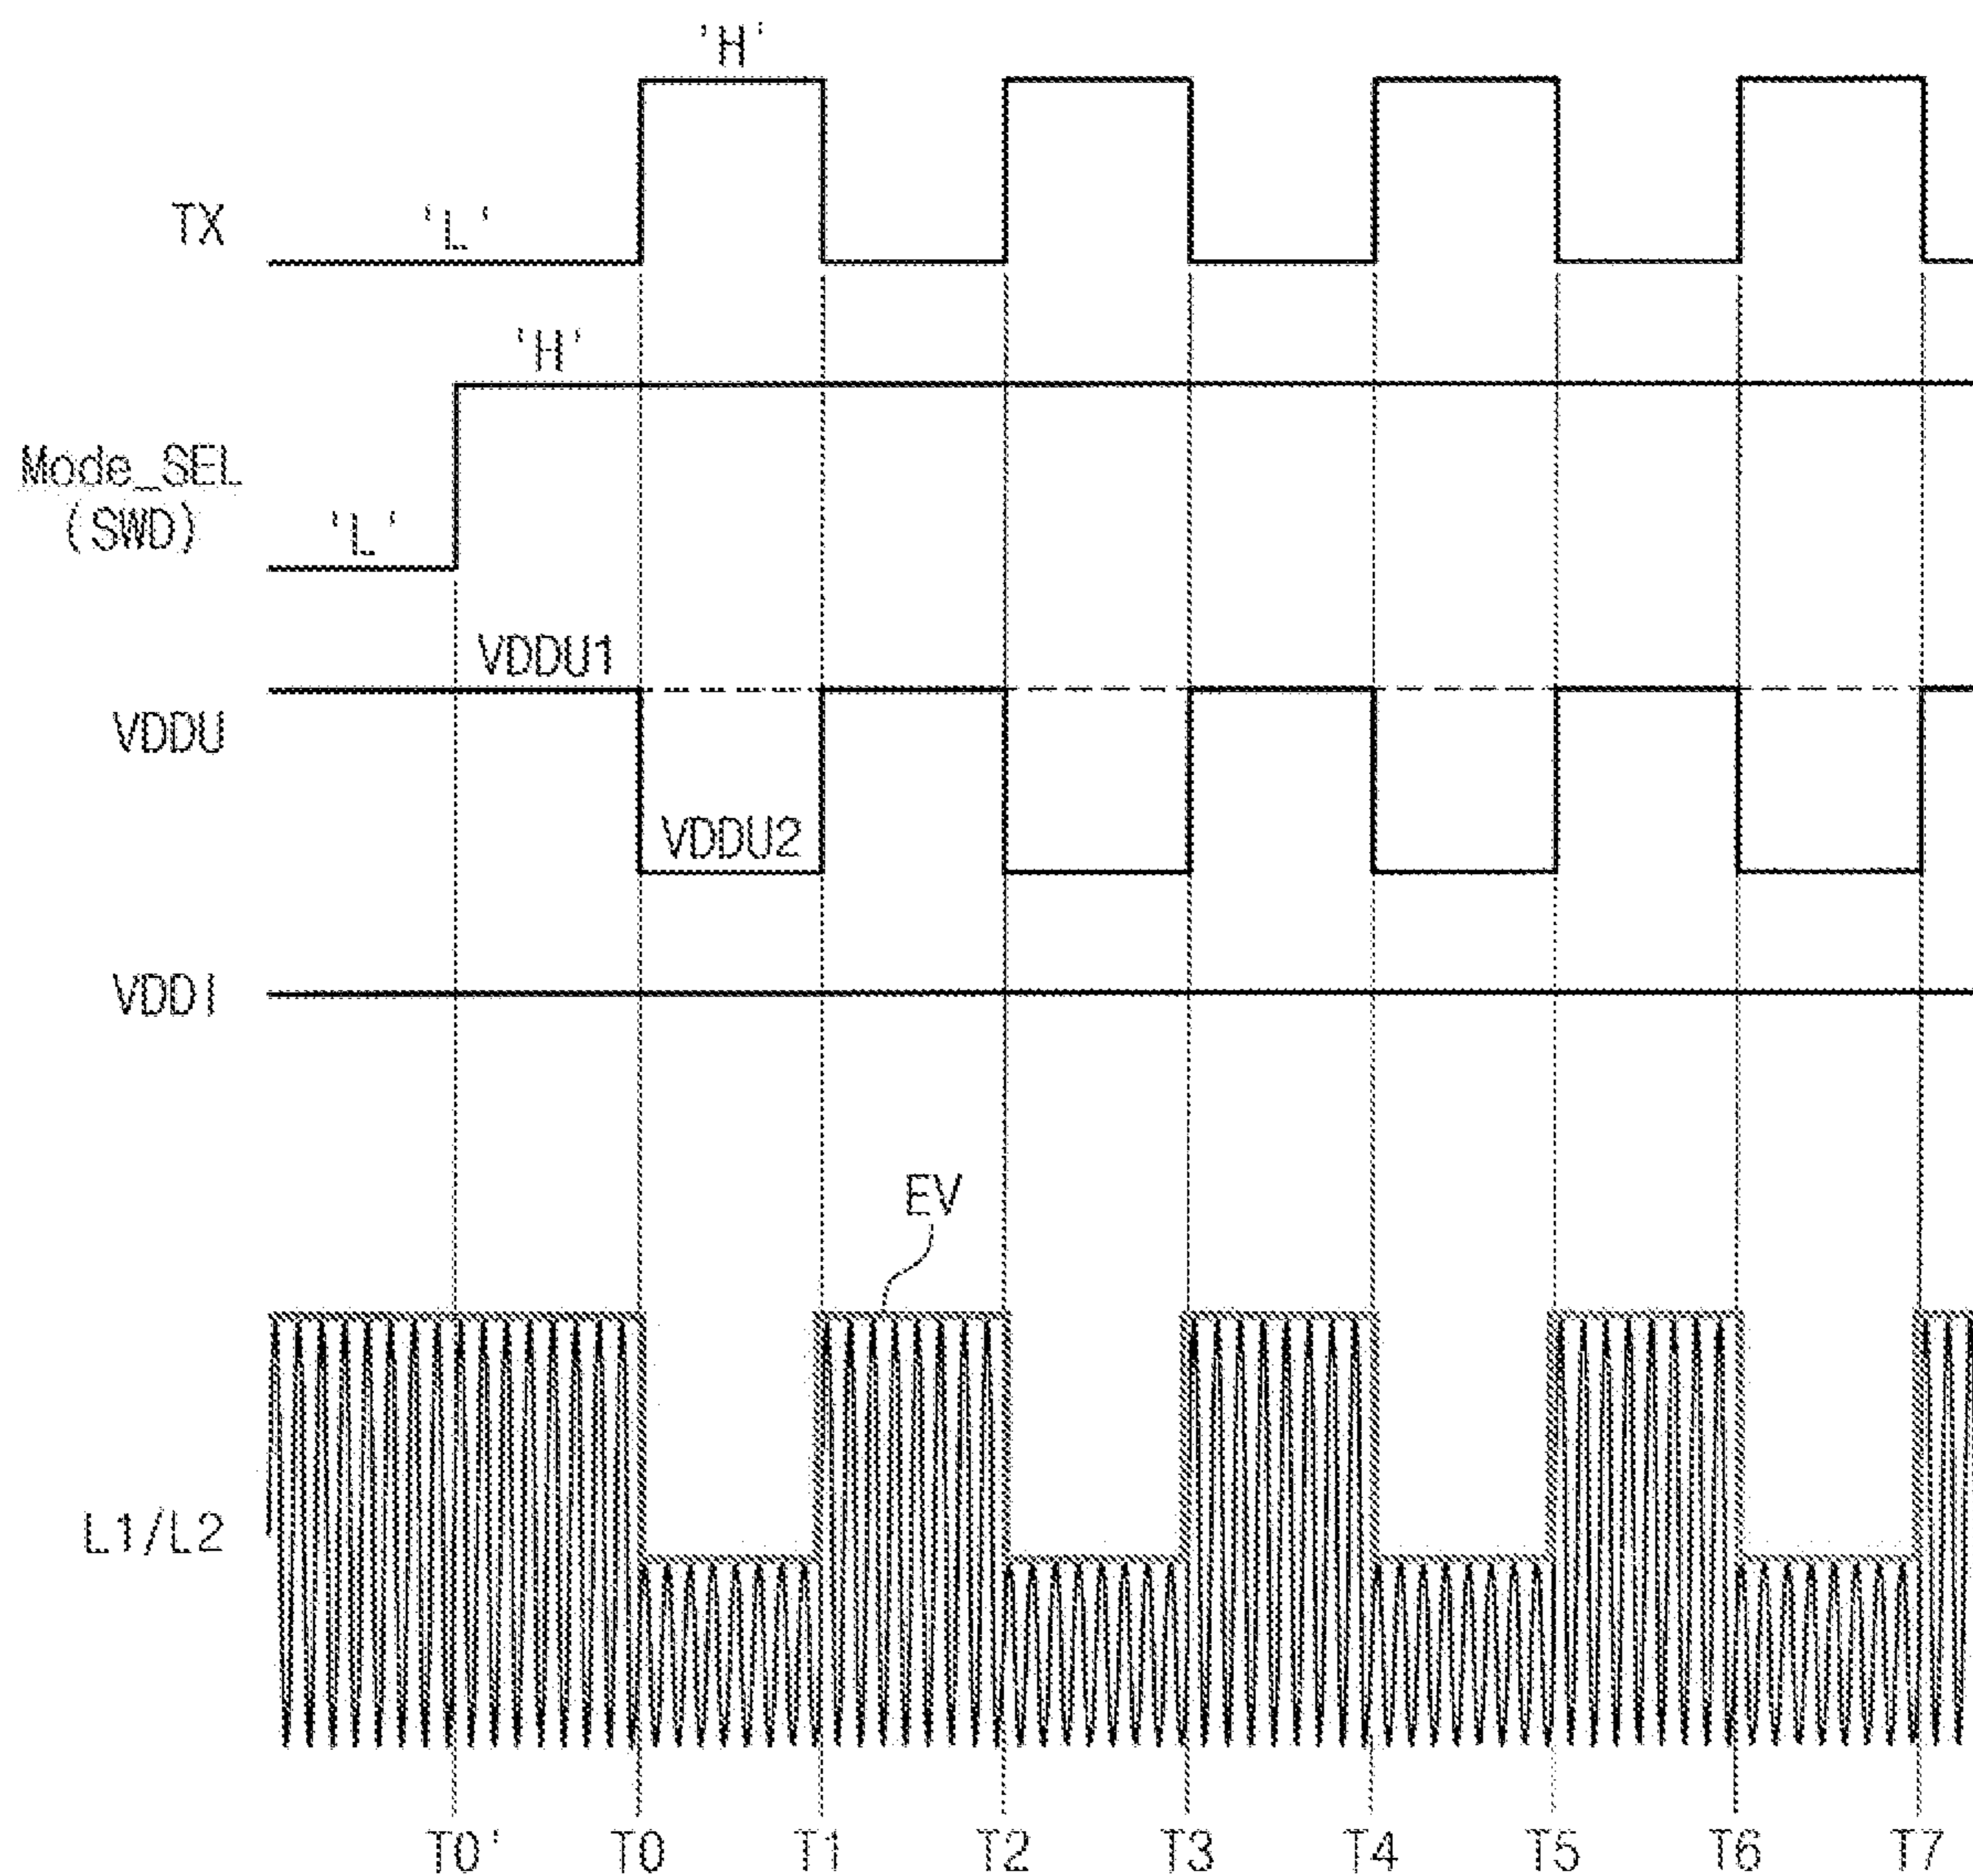 'H'
TX
'L'
'H'
Mode_SEL
(SWD)
'L'
VDDU1
VDDU
VDDU2
VDDI
EV
L1/L2
T0' T0 T1 T2 T3 T4 T5 T6 T7